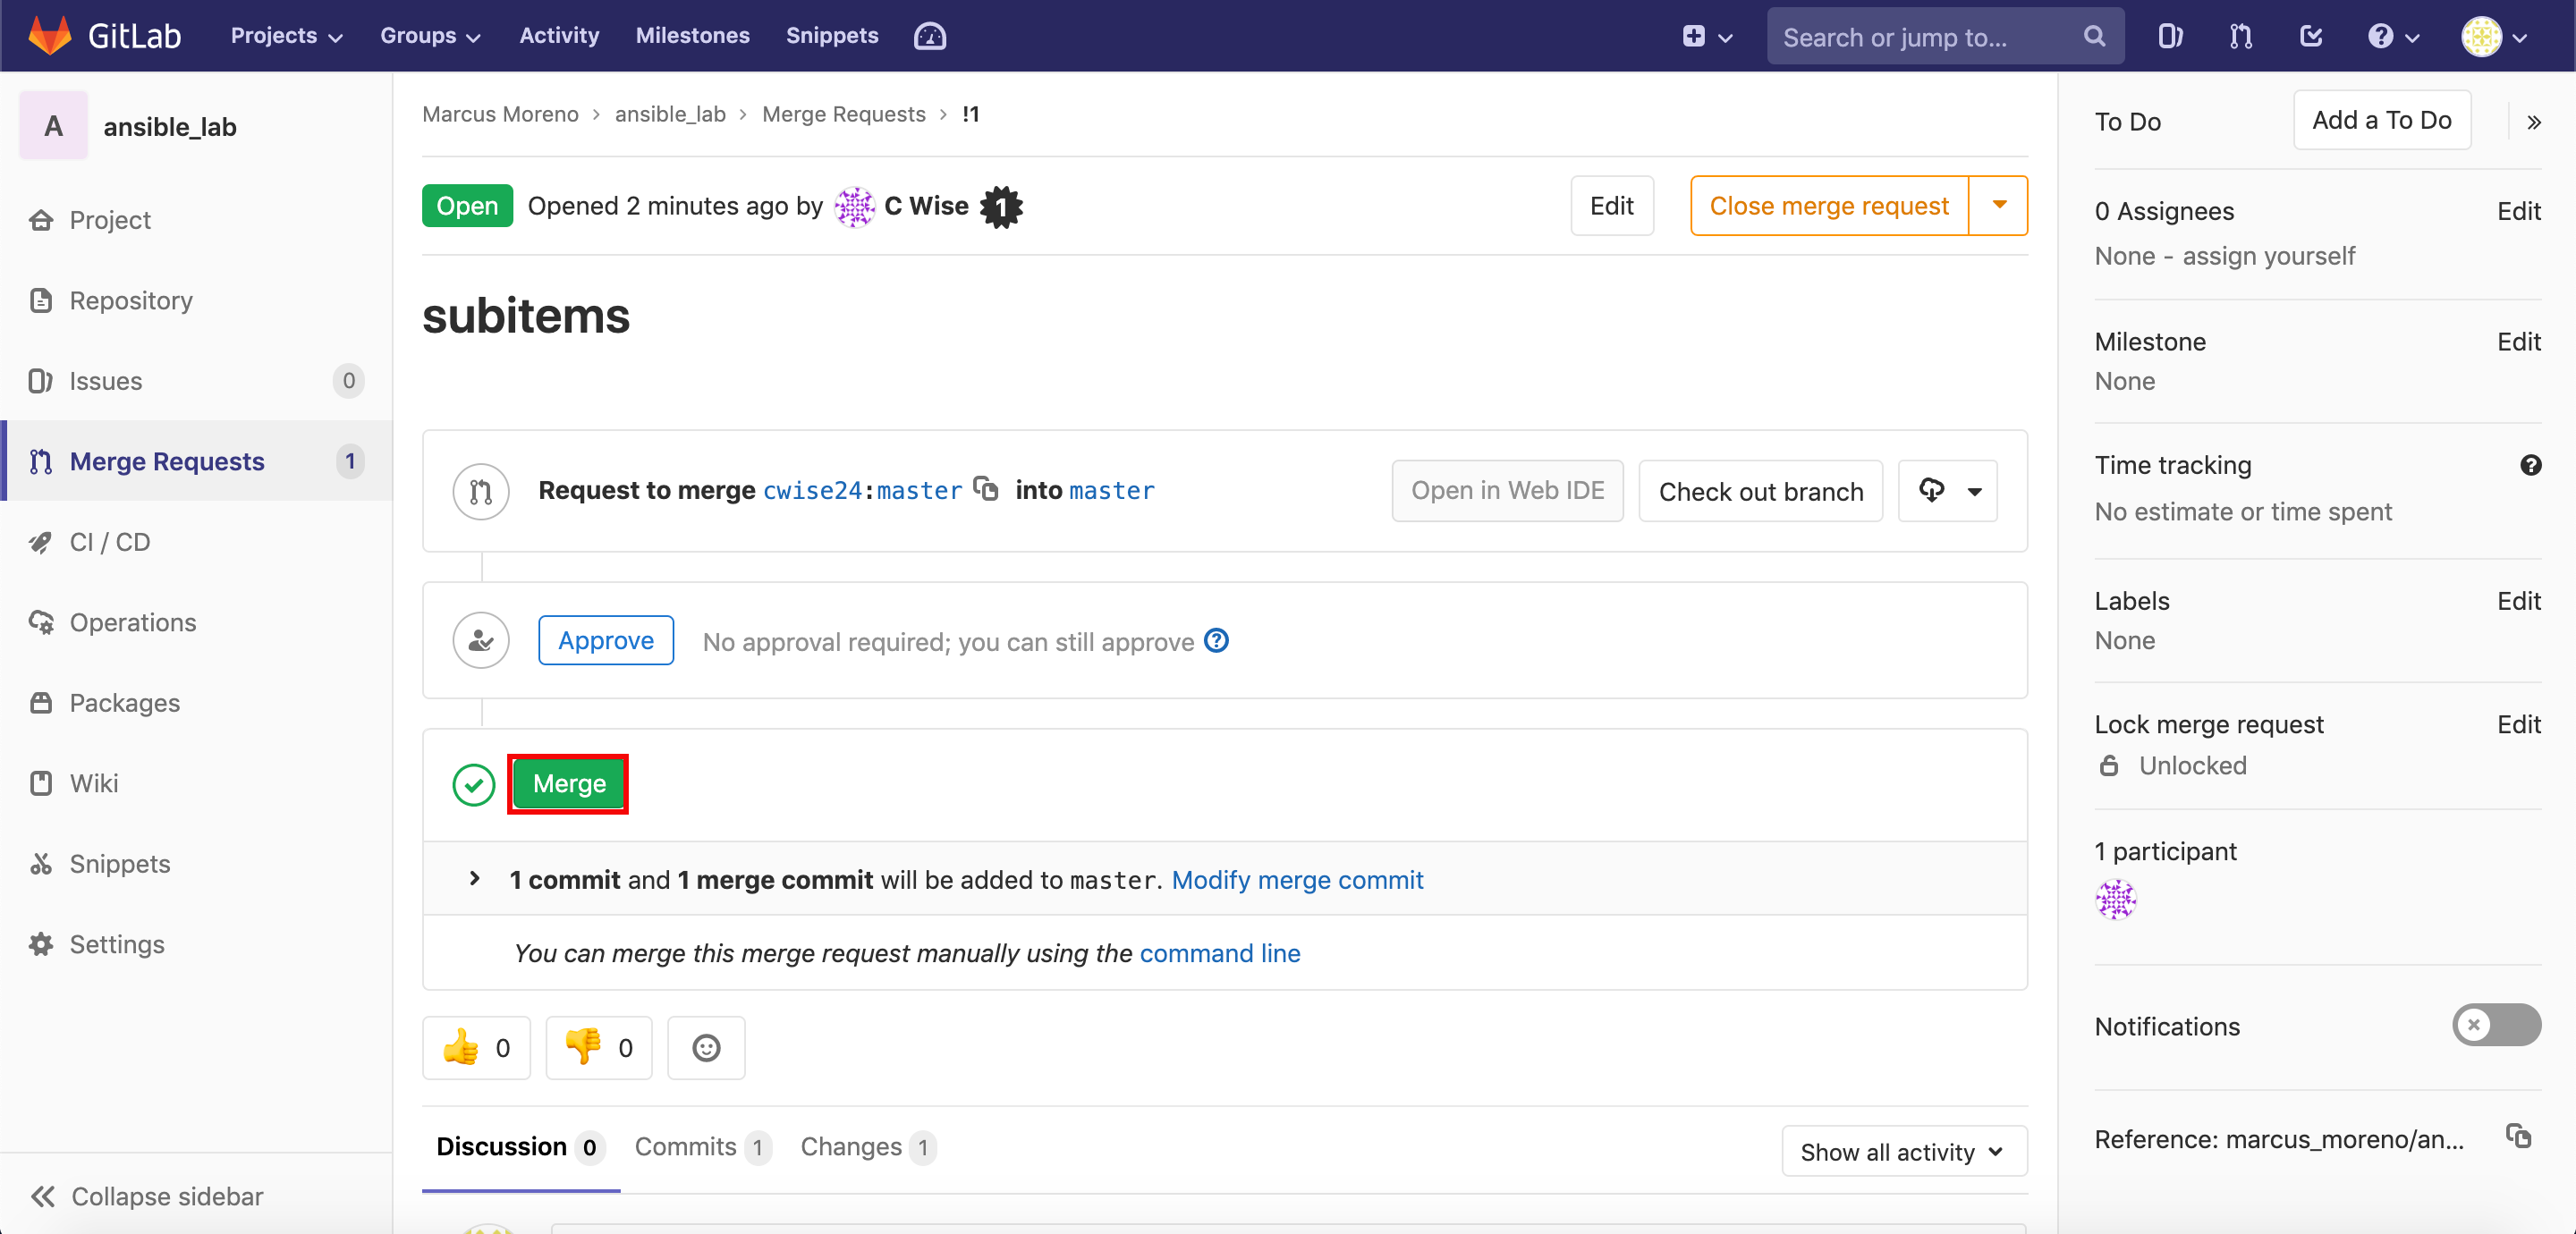 GitLab Projects Groups Activity Milestones Snippets Search or jump to...
A ansible_lab
Project
Repository
Issues 0
Merge Requests 1
CI / CD
Operations
Packages
Wiki
Snippets
Settings
Collapse sidebar
Marcus Moreno > ansible_lab > Merge Requests > !1
Open Opened 2 minutes ago by C Wise 1
Edit Close merge request
subitems
Request to merge cwise24:master into master
Open in Web IDE Check out branch
Approve No approval required; you can still approve
Merge
1 commit and 1 merge commit will be added to master. Modify merge commit
You can merge this merge request manually using the command line
0 0
Discussion 0 Commits 1 Changes 1
Show all activity
To Do Add a To Do
0 Assignees Edit
None - assign yourself
Milestone Edit
None
Time tracking
No estimate or time spent
Labels Edit
None
Lock merge request Edit
Unlocked
1 participant
Notifications
Reference: marcus_moreno/an...